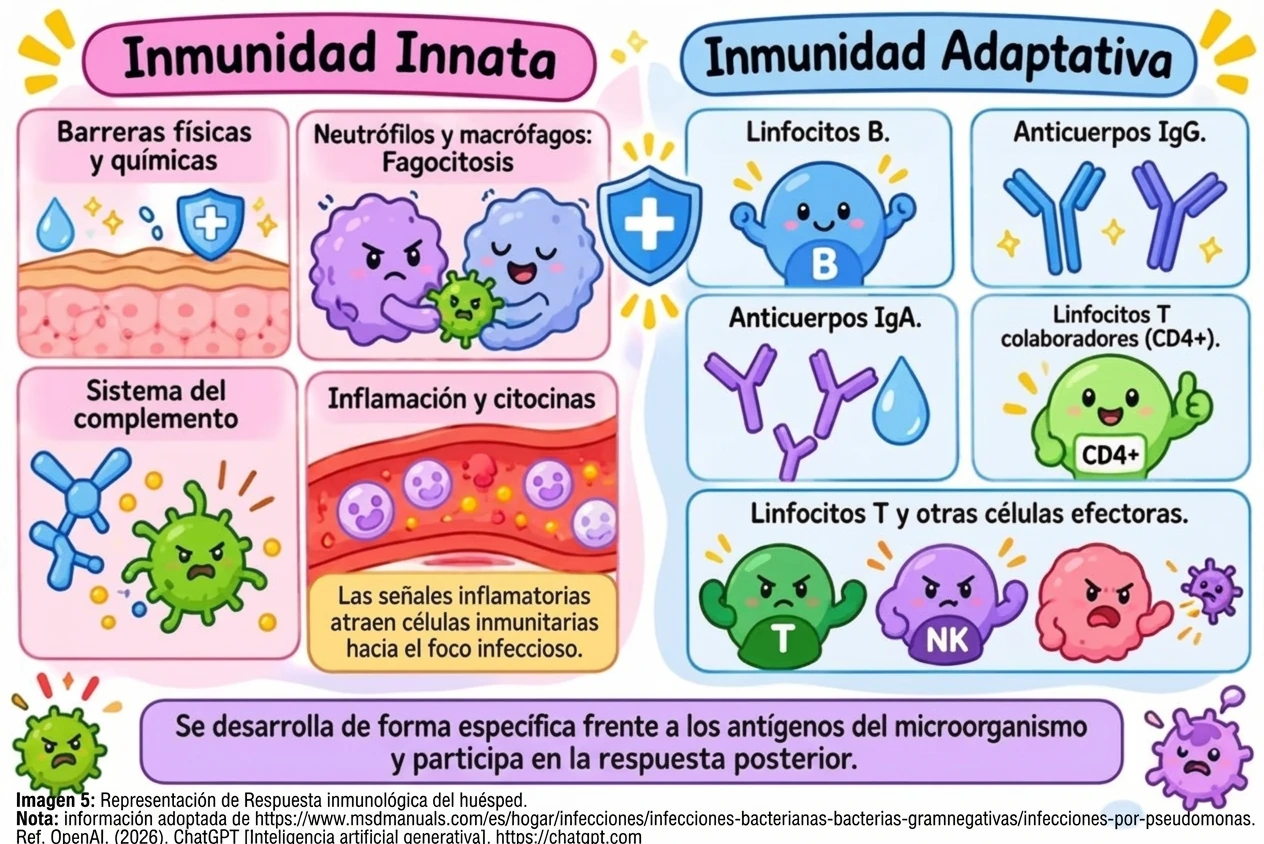 Inmunidad Innata
Barreras físicas
y químicas
Neutrófilos y macrófagos:
Fagocitosis
Sistema del
complemento
Inflamación y citocinas
Las señales inflamatorias
atraen células inmunitarias
hacia el foco infeccioso.
Inmunidad Adaptativa
Linfocitos B.
B
Anticuerpos IgG.
Anticuerpos IgA.
Linfocitos T
colaboradores (CD4+).
CD4+
Linfocitos T y otras células efectoras.
T
NK
Se desarrolla de forma específica frente a los antígenos del microorganismo
y participa en la respuesta posterior.
Imagen 5: Representación de Respuesta inmunológica del huésped.
Nota: información adoptada de https://www.msdmanuals.com/es/hogar/infecciones/infecciones-bacterianas-bacterias-gramnegativas/infecciones-por-pseudomonas.
Ref. OpenAI. (2026). ChatGPT [Inteligencia artificial generativa]. https://chatgpt.com